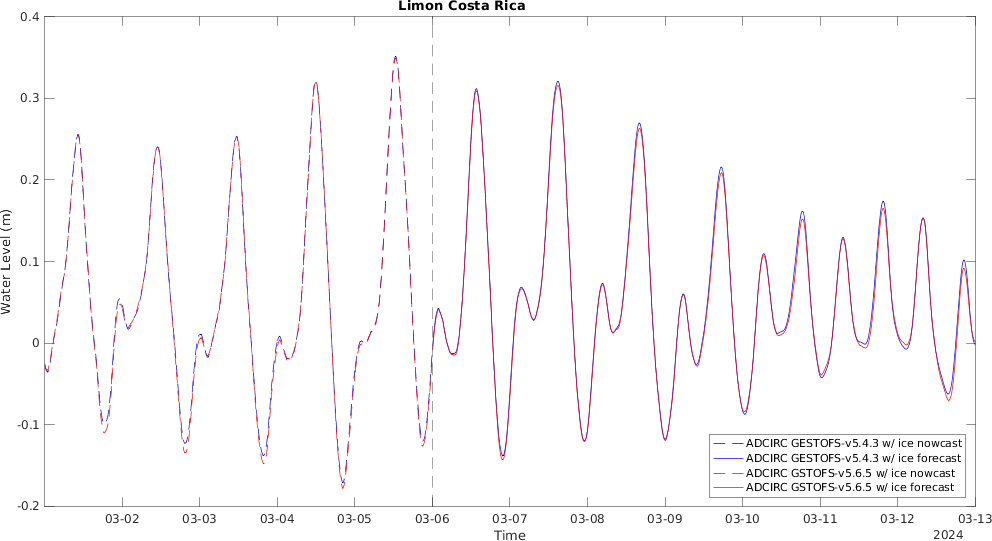 Limon Costa Rica
0.4
0.3
0.2
0.1
0
-0.1
-0.2
Water Level (m)
ADCIRC GESTOFS-v5.4.3 w/ ice nowcast
ADCIRC GESTOFS-v5.4.3 w/ ice forecast
ADCIRC GSTOFS-v5.6.5 w/ ice nowcast
ADCIRC GSTOFS-v5.6.5 w/ ice forecast
03-02 03-03 03-04 03-05 03-06 03-07 03-08 03-09 03-10 03-11 03-12 03-13
Time
2024